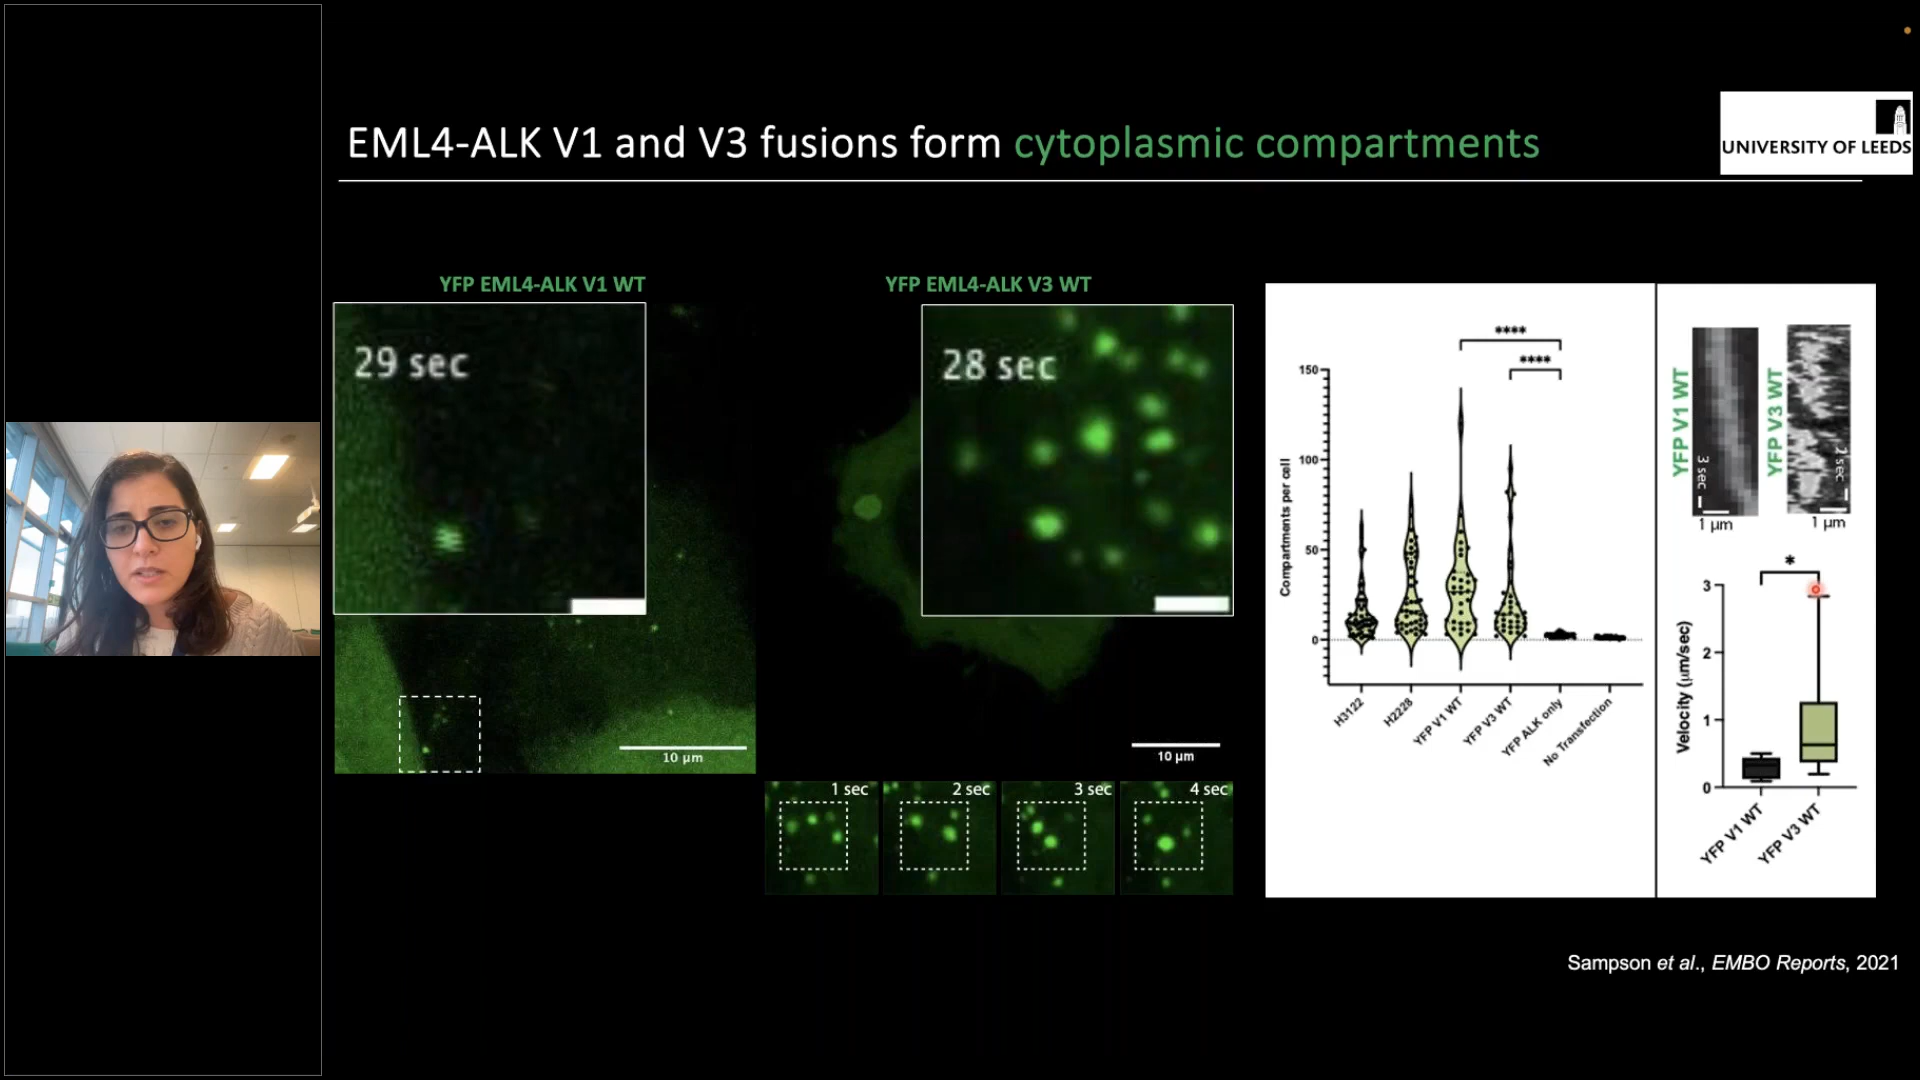 EML4-ALK V1 and V3 fusions form cytoplasmic compartments
UNIVERSITY OF LEEDS
YFP EML4-ALK V1 WT
29 sec
10 µm
YFP EML4-ALK V3 WT
28 sec
10 µm
1 sec
2 sec
3 sec
4 sec
****
****
Compartments per cell
150
100
50
0
H3122
H2228
YFP V1 WT
YFP V3 WT
YFP ALK only
No Transfection
YFP V1 WT
3 sec
1 µm
YFP V3 WT
1 µm
*
Velocity (µm/sec)
3
2
1
0
YFP V1 WT
YFP V3 WT
Sampson et al., EMBO Reports, 2021